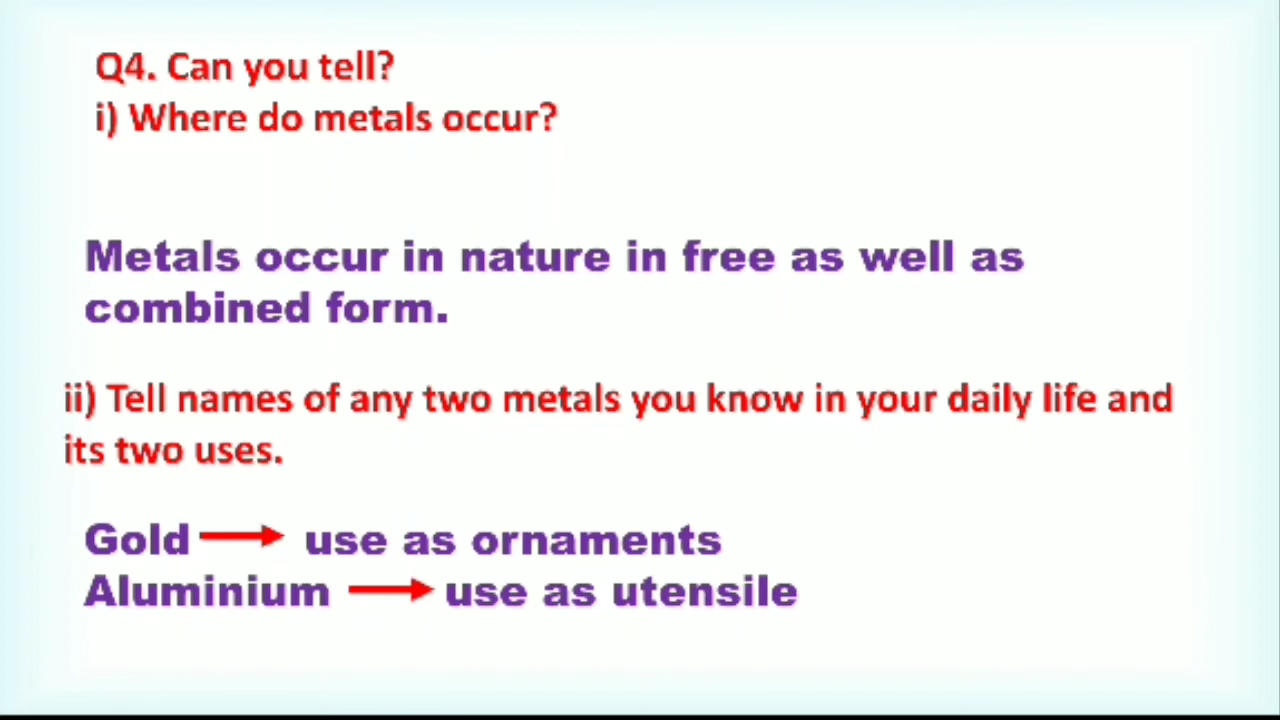 Q4. Can you tell?
i) Where do metals occur?
Metals occur in nature in free as well as
combined form.
ii) Tell names of any two metals you know in your daily life and
its two uses.
Gold → use as ornaments
Aluminium → use as utensile